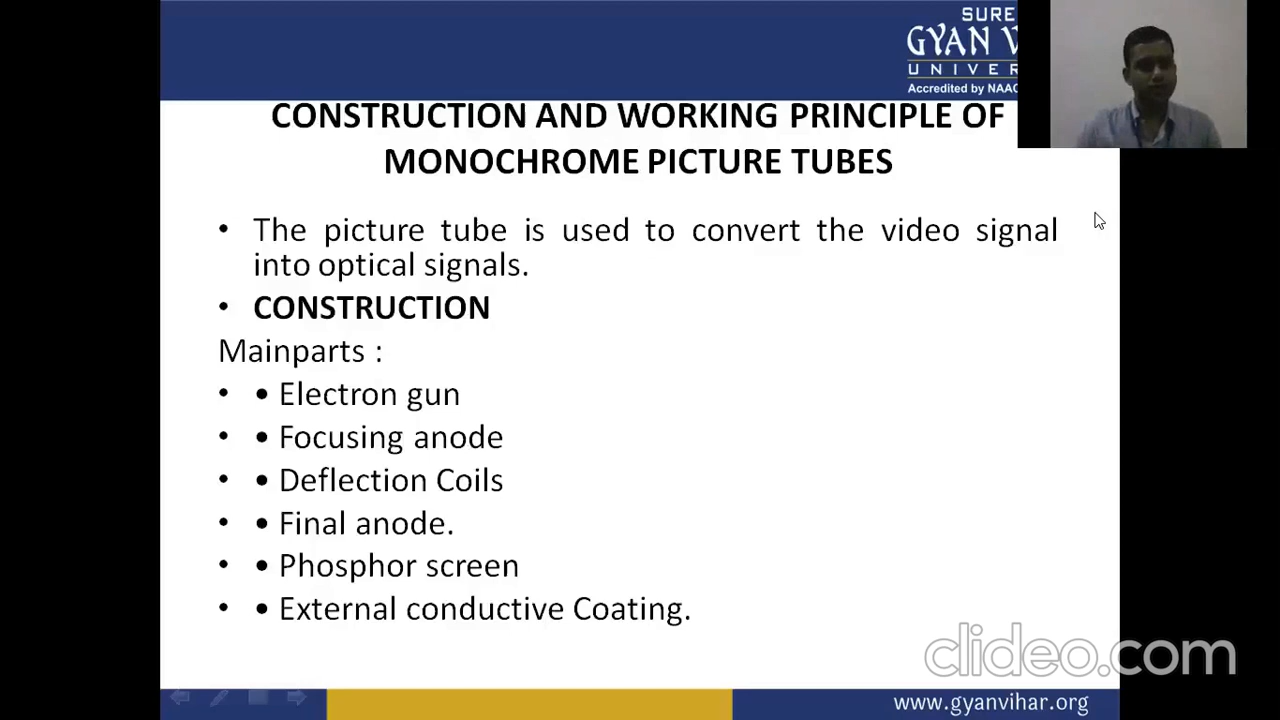 SURE
GYAN V
UNIVER
Accredited by NAAC
CONSTRUCTION AND WORKING PRINCIPLE OF
MONOCHROME PICTURE TUBES
• The picture tube is used to convert the video signal
into optical signals.
• CONSTRUCTION
Mainparts :
• • Electron gun
• • Focusing anode
• • Deflection Coils
• • Final anode.
• • Phosphor screen
• • External conductive Coating.
clideo.com
www.gyanvihar.org